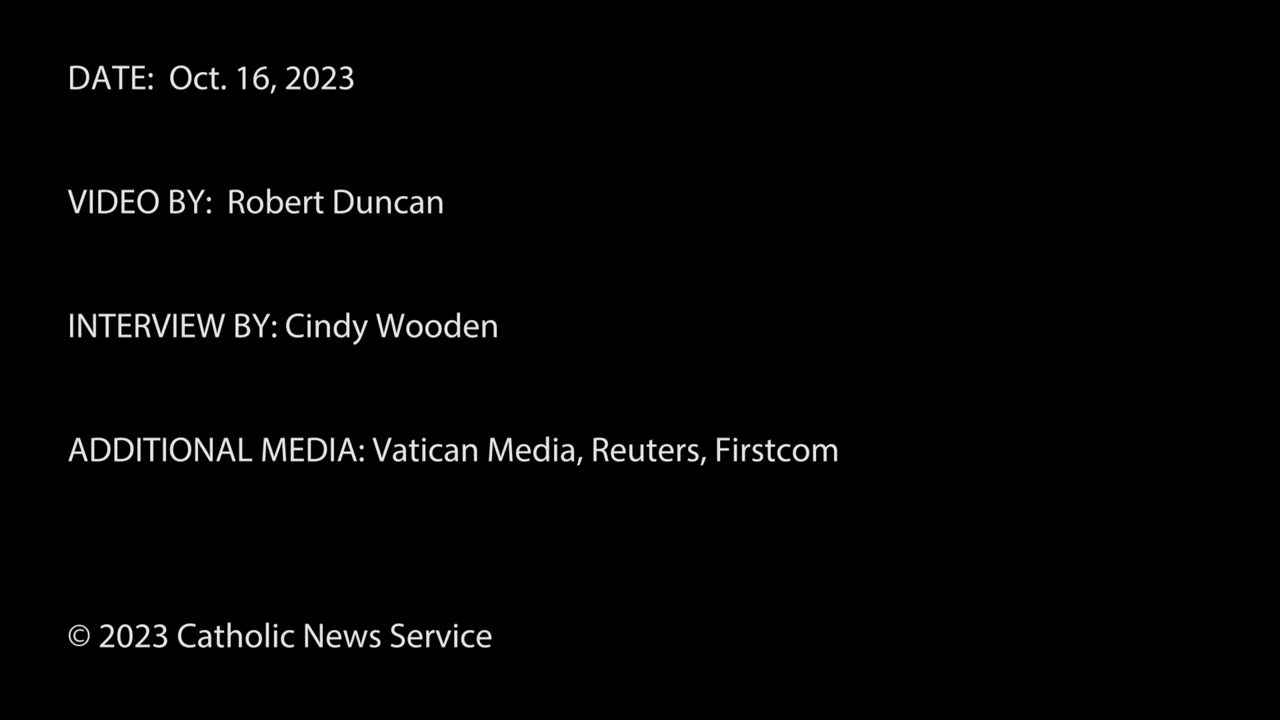 DATE:  Oct. 16, 2023
VIDEO BY:  Robert Duncan
INTERVIEW BY: Cindy Wooden
ADDITIONAL MEDIA: Vatican Media, Reuters, Firstcom
© 2023 Catholic News Service